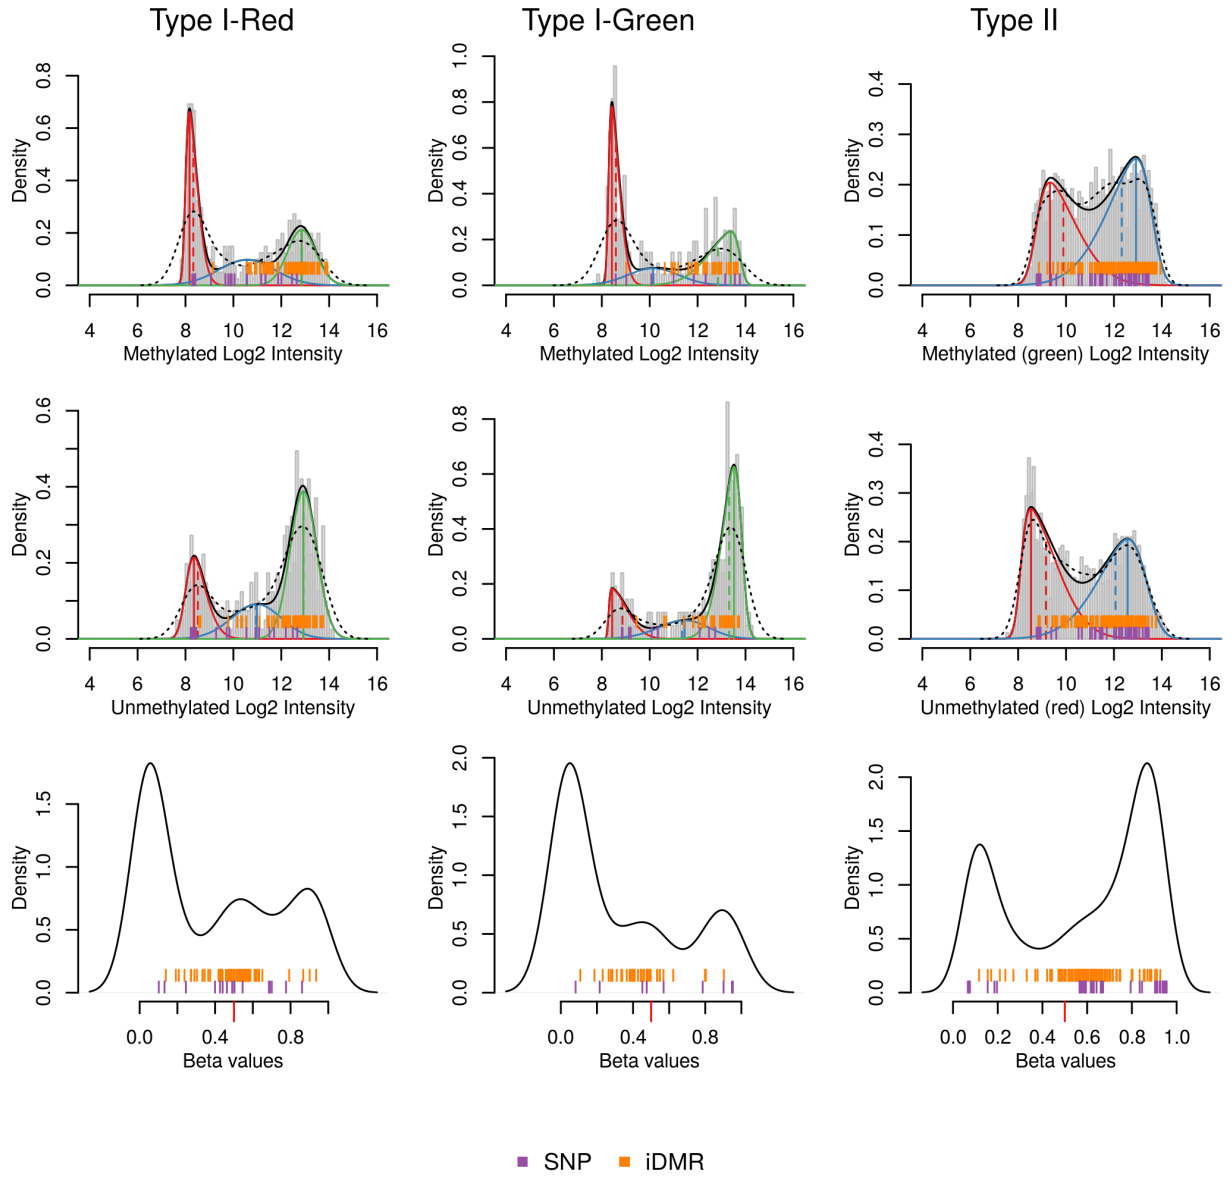 Type I-Red Type I-Green Type II
Density 0.0 0.2 0.4 0.6 0.8
4 6 8 10 12 14 16
Methylated Log2 Intensity
Density 0.0 0.2 0.4 0.6 0.8 1.0
4 6 8 10 12 14 16
Methylated Log2 Intensity
Density 0.0 0.1 0.2 0.3 0.4
4 6 8 10 12 14 16
Methylated (green) Log2 Intensity
Density 0.0 0.2 0.4 0.6
4 6 8 10 12 14 16
Unmethylated Log2 Intensity
Density 0.0 0.2 0.4 0.6 0.8
4 6 8 10 12 14 16
Unmethylated Log2 Intensity
Density 0.0 0.1 0.2 0.3 0.4
4 6 8 10 12 14 16
Unmethylated (red) Log2 Intensity
Density 0.0 0.5 1.0 1.5
0.0 0.4 0.8
Beta values
Density 0.0 0.5 1.0 1.5 2.0
0.0 0.4 0.8
Beta values
Density 0.0 0.5 1.0 1.5 2.0
0.0 0.2 0.4 0.6 0.8 1.0
Beta values
SNP iDMR